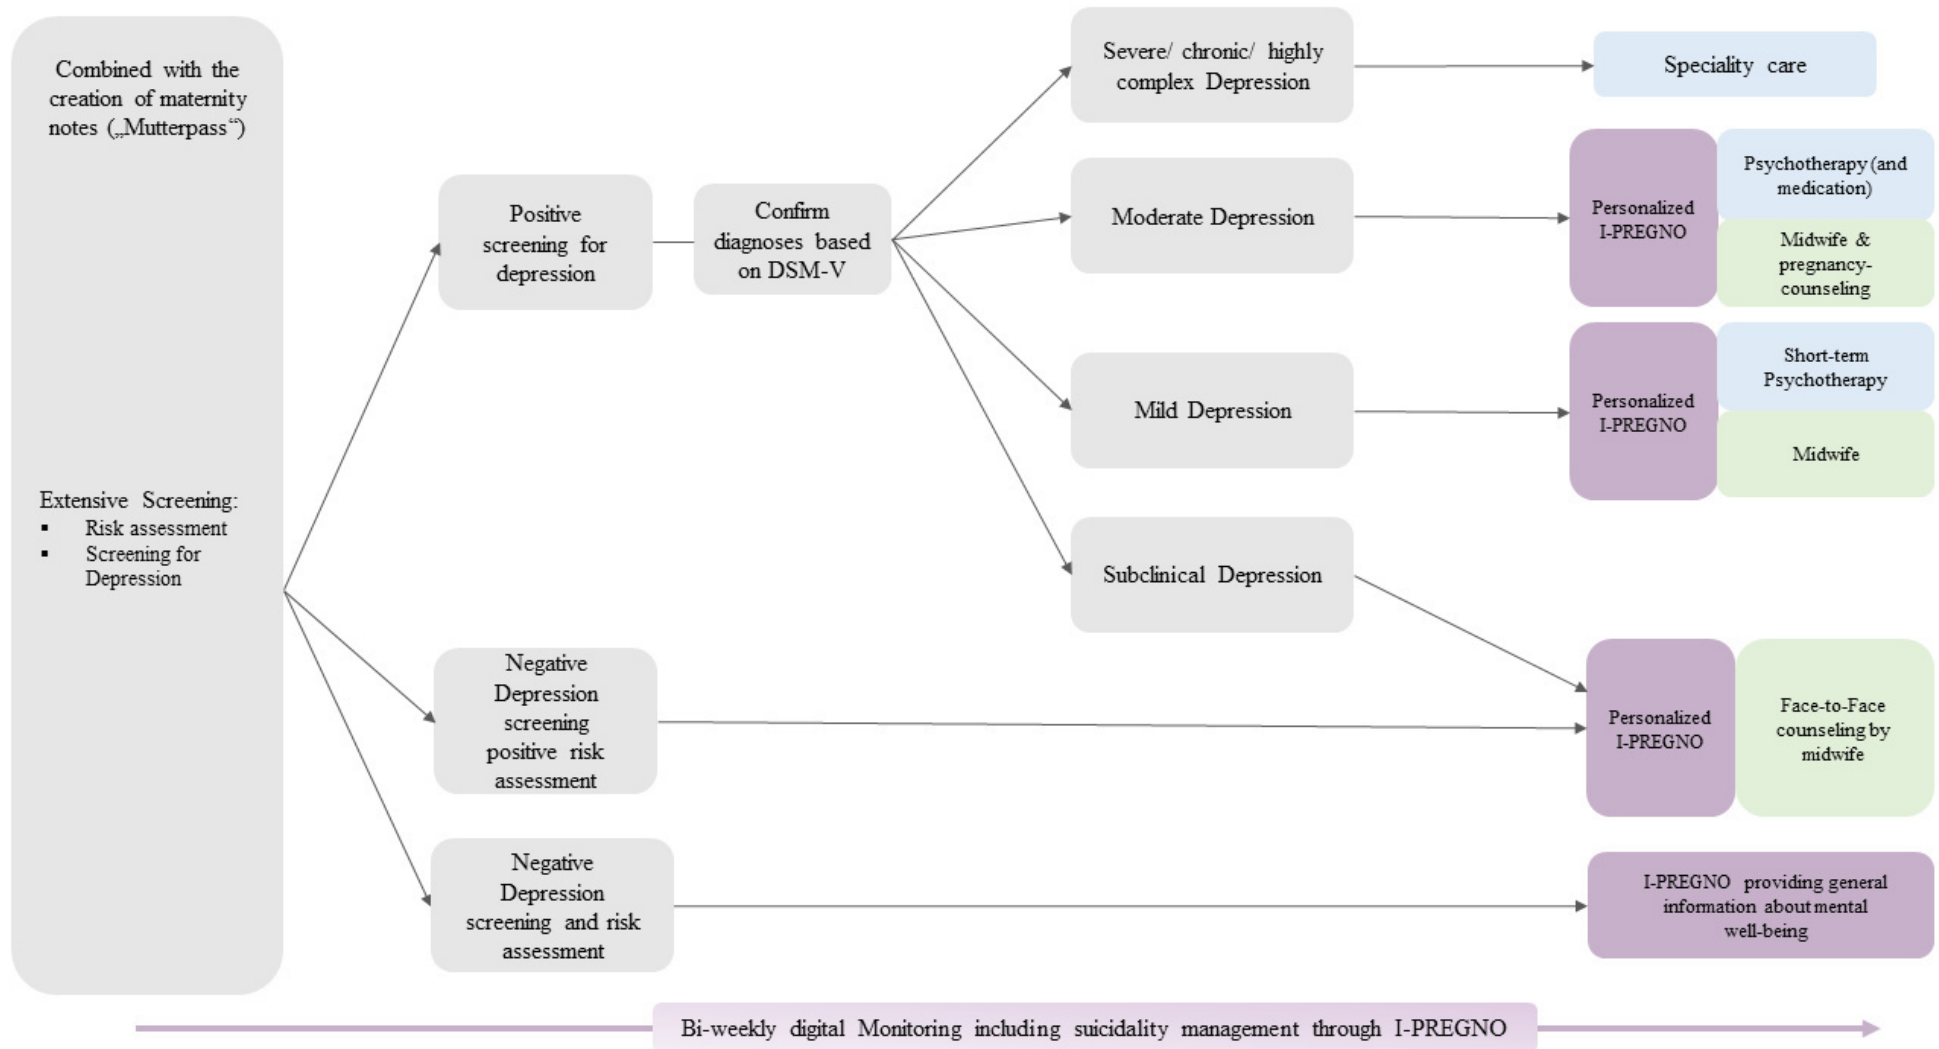 Combined with the
creation of maternity
notes („Mutterpass“)
Extensive Screening:
▪ Risk assessment
▪ Screening for
Depression
Positive
screening for
depression
Confirm
diagnoses based
on DSM-V
Severe/ chronic/ highly
complex Depression
Speciality care
Moderate Depression
Personalized
I-PREGNO
Psychotherapy (and
medication)
Midwife &
pregnancy-
counseling
Mild Depression
Personalized
I-PREGNO
Short-term
Psychotherapy
Midwife
Subclinical Depression
Negative
Depression
screening
positive risk
assessment
Personalized
I-PREGNO
Face-to-Face
counseling by
midwife
Negative
Depression
screening and risk
assessment
I-PREGNO providing general
information about mental
well-being
Bi-weekly digital Monitoring including suicidality management through I-PREGNO